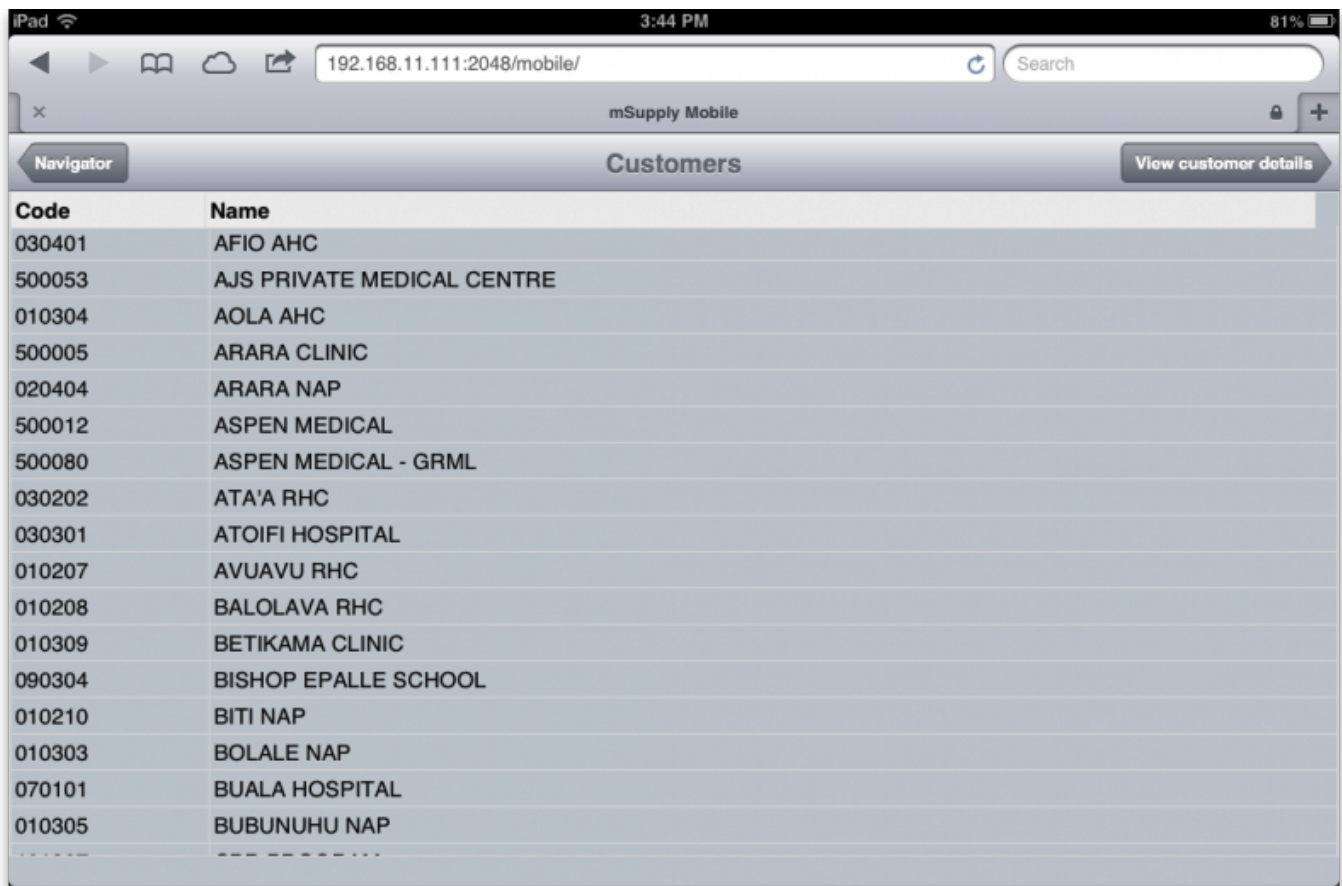 iPad 3:44 PM 81%
192.168.11.111:2048/mobile/ Search
mSupply Mobile
Navigator Customers View customer details
Code Name
030401 AFIO AHC
500053 AJS PRIVATE MEDICAL CENTRE
010304 AOLA AHC
500005 ARARA CLINIC
020404 ARARA NAP
500012 ASPEN MEDICAL
500080 ASPEN MEDICAL - GRML
030202 ATA'A RHC
030301 ATOIFI HOSPITAL
010207 AVUAVU RHC
010208 BALOLAVA RHC
010309 BETIKAMA CLINIC
090304 BISHOP EPALLE SCHOOL
010210 BITI NAP
010303 BOLALE NAP
070101 BUALA HOSPITAL
010305 BUBUNUHU NAP